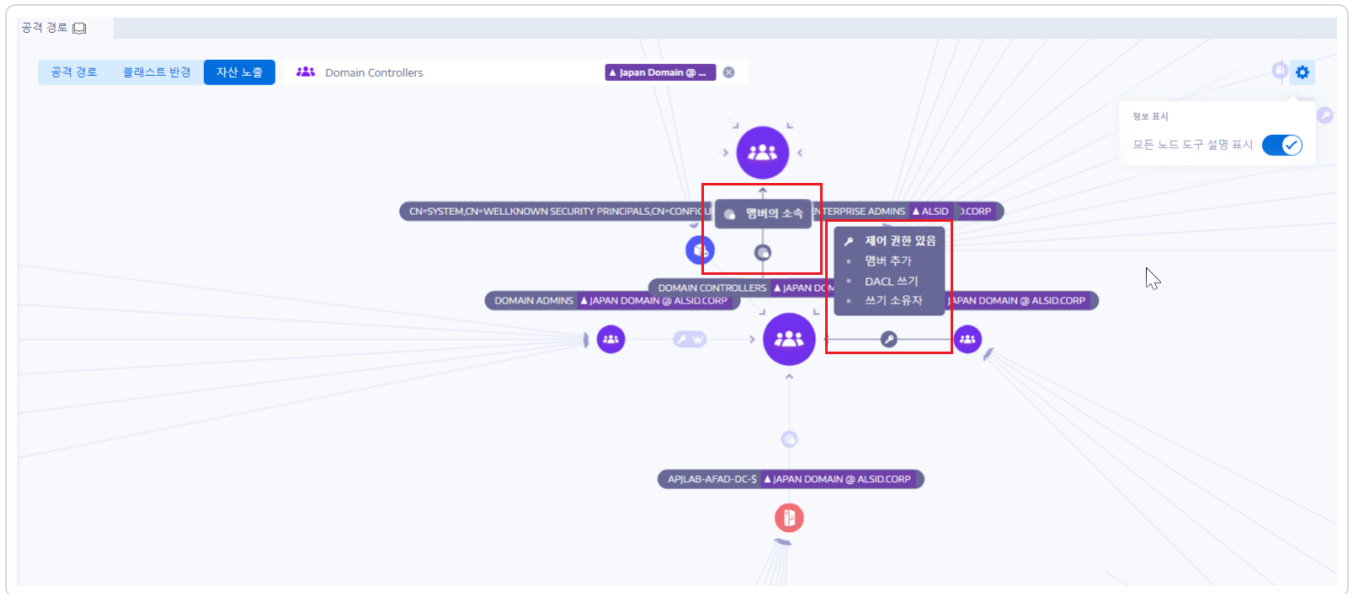 공격 경로
공격 경로 블래스트 반경 자산 노출 Domain Controllers ▲ Japan Domain @ ...
정보 표시
모든 노드 도구 설명 표시
CN=SYSTEM,CN=WELLKNOWN SECURITY PRINCIPALS,CN=CONFIGU
멤버의 소속
NTERPRISE ADMINS ▲ ALSID
D.CORP
제어 권한 있음
멤버 추가
DACL 쓰기
쓰기 소유자
DOMAIN CONTROLLERS ▲ JAPAN DOM
DOMAIN ADMINS ▲ JAPAN DOMAIN @ ALSID.CORP
JAPAN DOMAIN @ ALSID.CORP
APJLAB-AFAD-DC-$ ▲ JAPAN DOMAIN @ ALSID.CORP